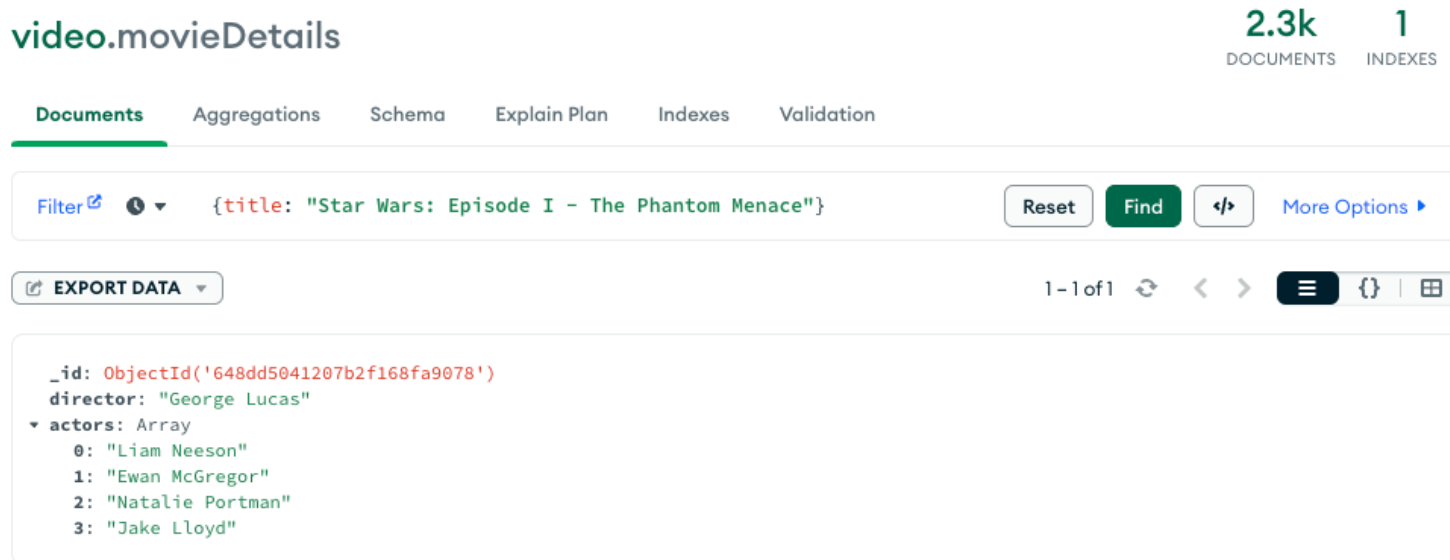 video.movieDetails
2.3k
DOCUMENTS
1
INDEXES
Documents Aggregations Schema Explain Plan Indexes Validation
Filter {title: "Star Wars: Episode I - The Phantom Menace"} Reset Find </> More Options
EXPORT DATA 1 – 1 of 1 {}
_id: ObjectId('648dd5041207b2f168fa9078')
director: "George Lucas"
actors: Array
0: "Liam Neeson"
1: "Ewan McGregor"
2: "Natalie Portman"
3: "Jake Lloyd"